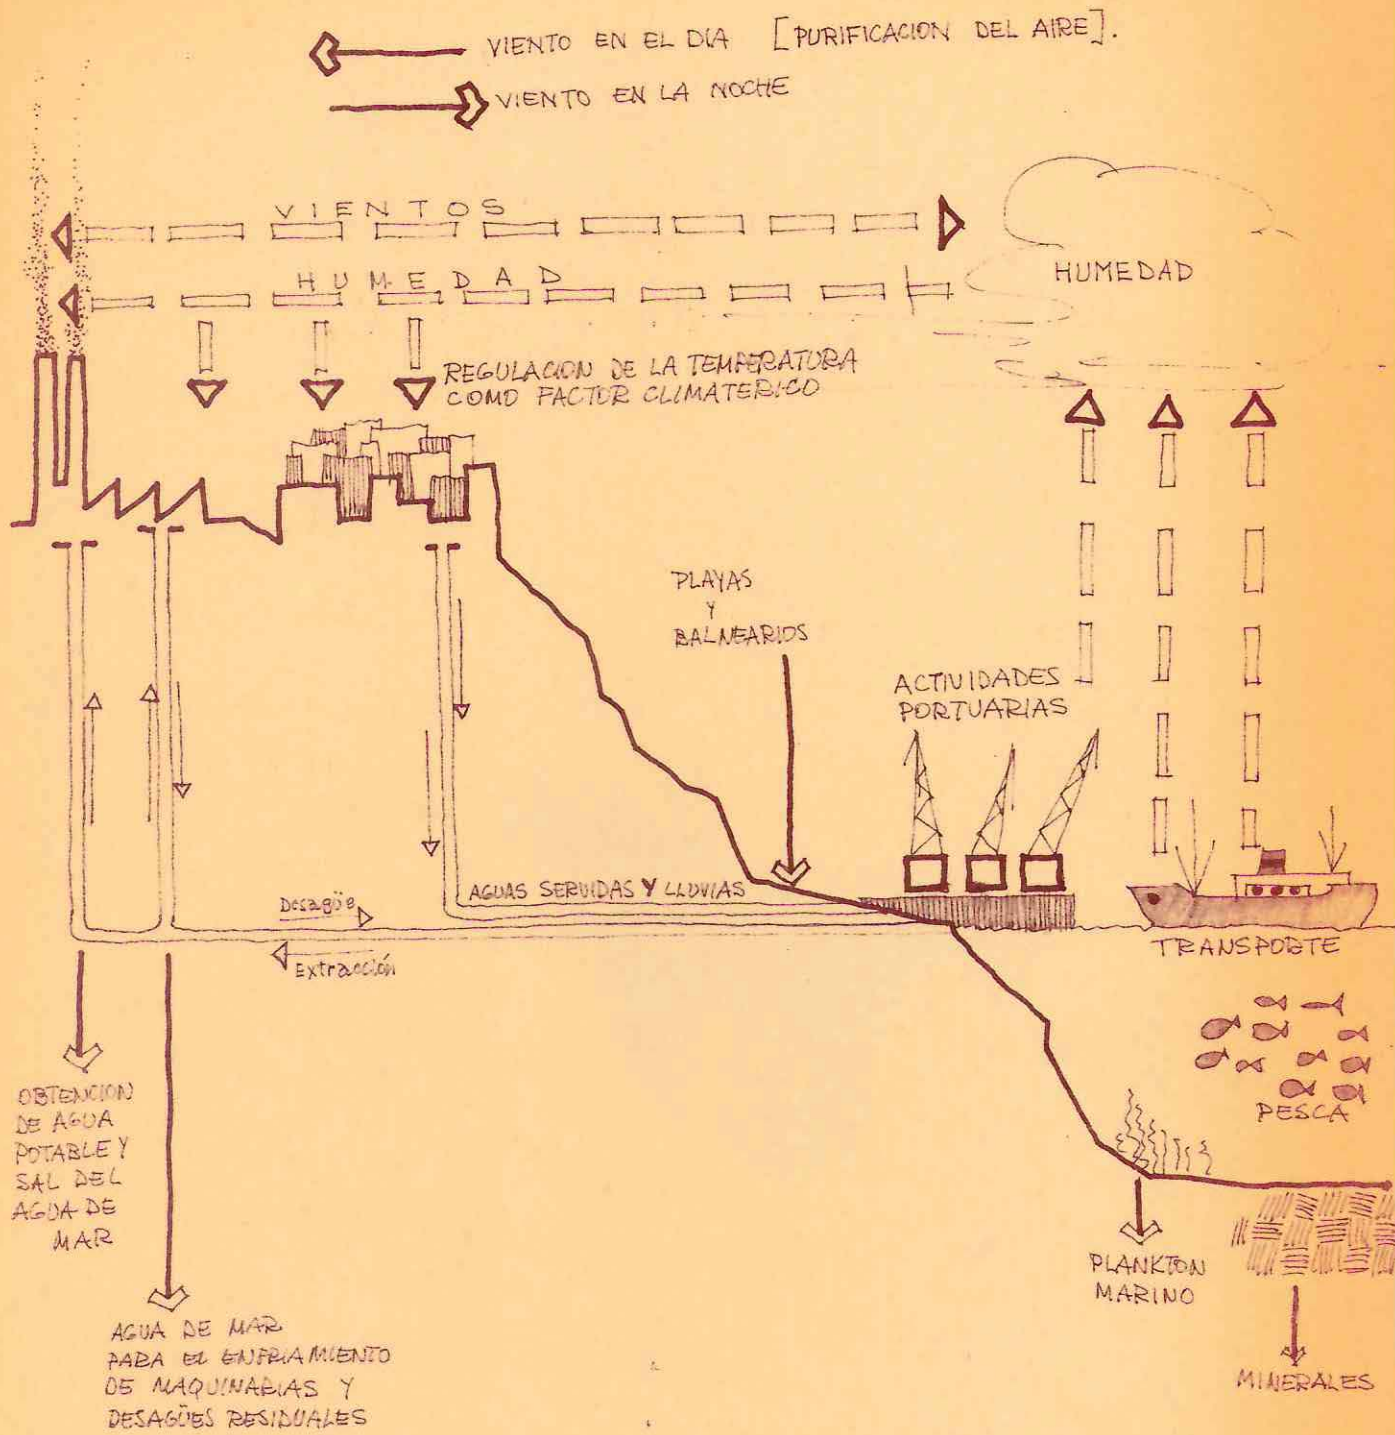 VIENTO EN EL DIA [PURIFICACION DEL AIRE].
VIENTO EN LA NOCHE
VIENTOS
HUMEDAD
HUMEDAD
REGULACION DE LA TEMPERATURA
COMO FACTOR CLIMATERICO
PLAYAS
Y
BALNEARIOS
ACTIVIDADES
PORTUARIAS
AGUAS SERVIDAS Y LLUVIAS
Desagüe
Extracción
TRANSPORTE
PESCA
OBTENCION
DE AGUA
POTABLE Y
SAL DEL
AGUA DE
MAR
AGUA DE MAR
PARA EL ENFRIAMIENTO
DE MAQUINARIAS Y
DESAGÜES RESIDUALES
PLANKTON
MARINO
MINERALES